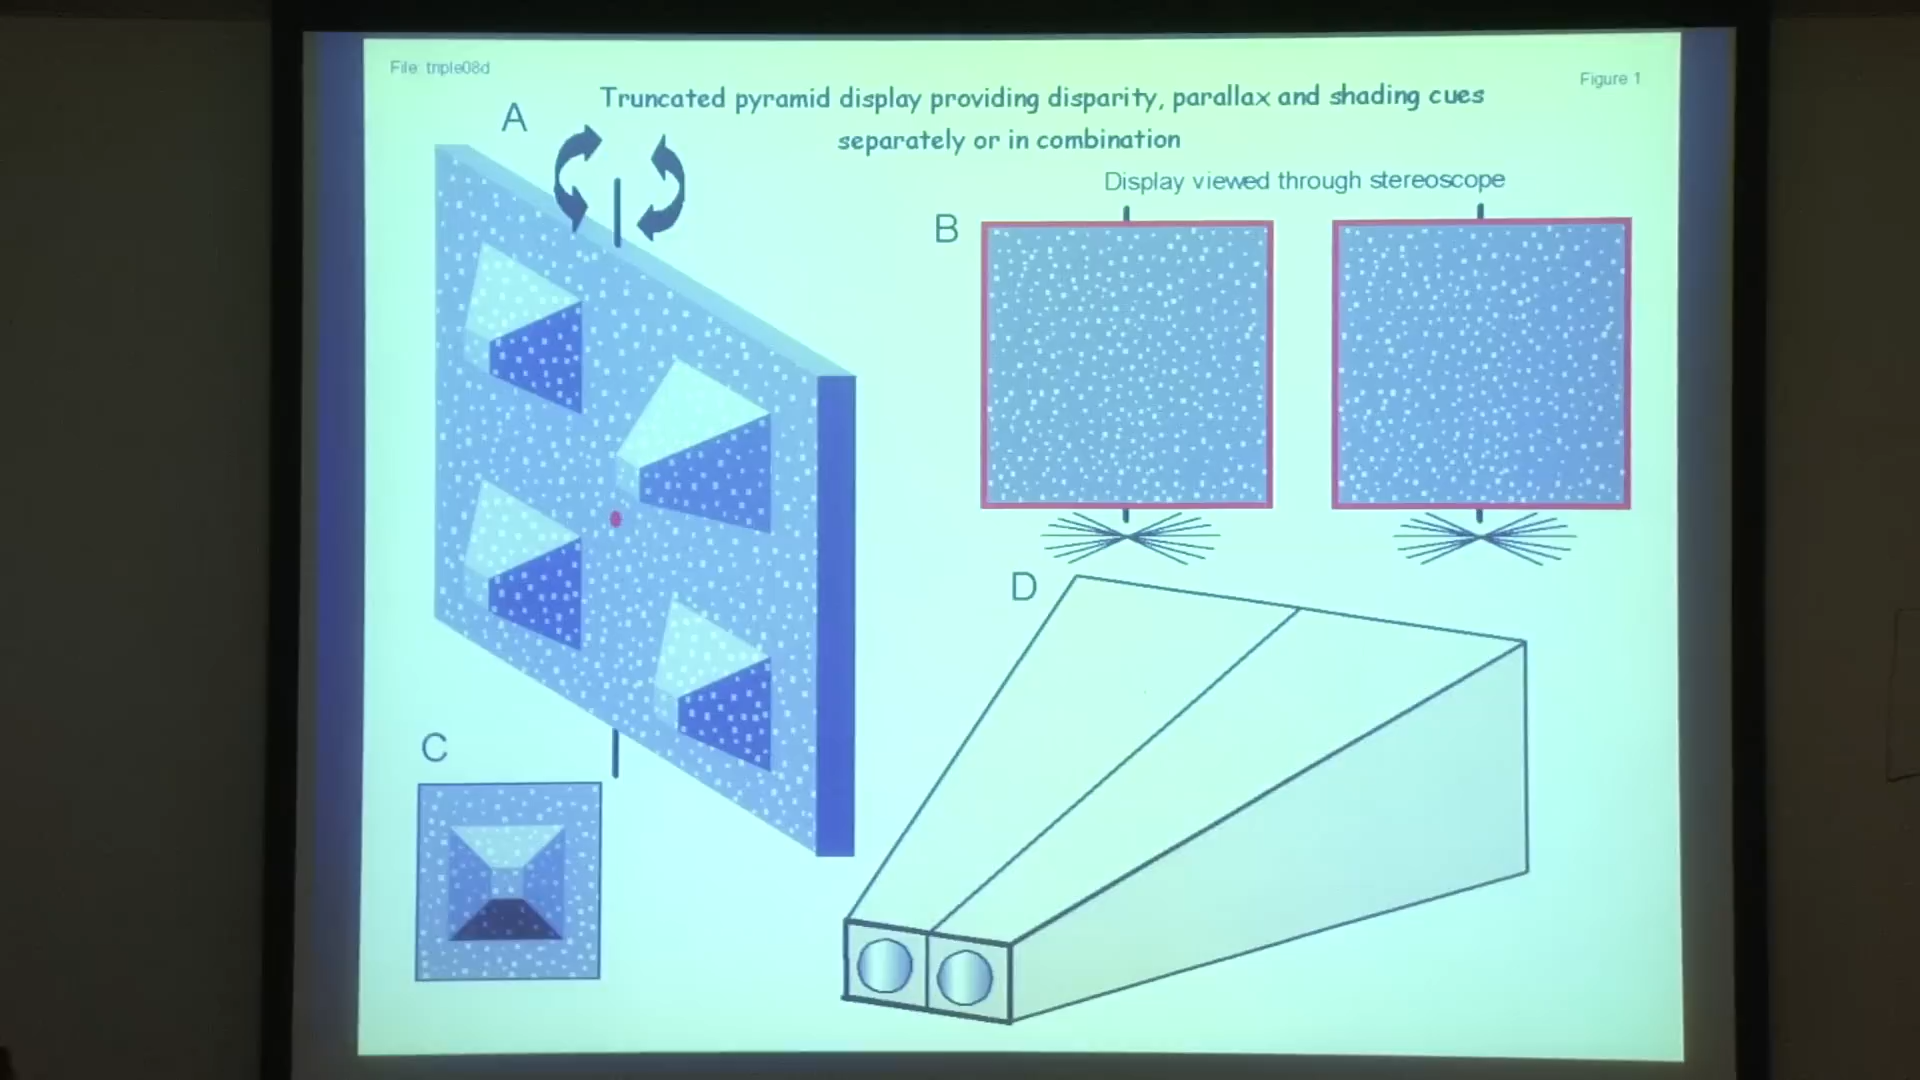 File: triple08d
Figure 1
Truncated pyramid display providing disparity, parallax and shading cues
separately or in combination
A
Display viewed through stereoscope
B
D
C